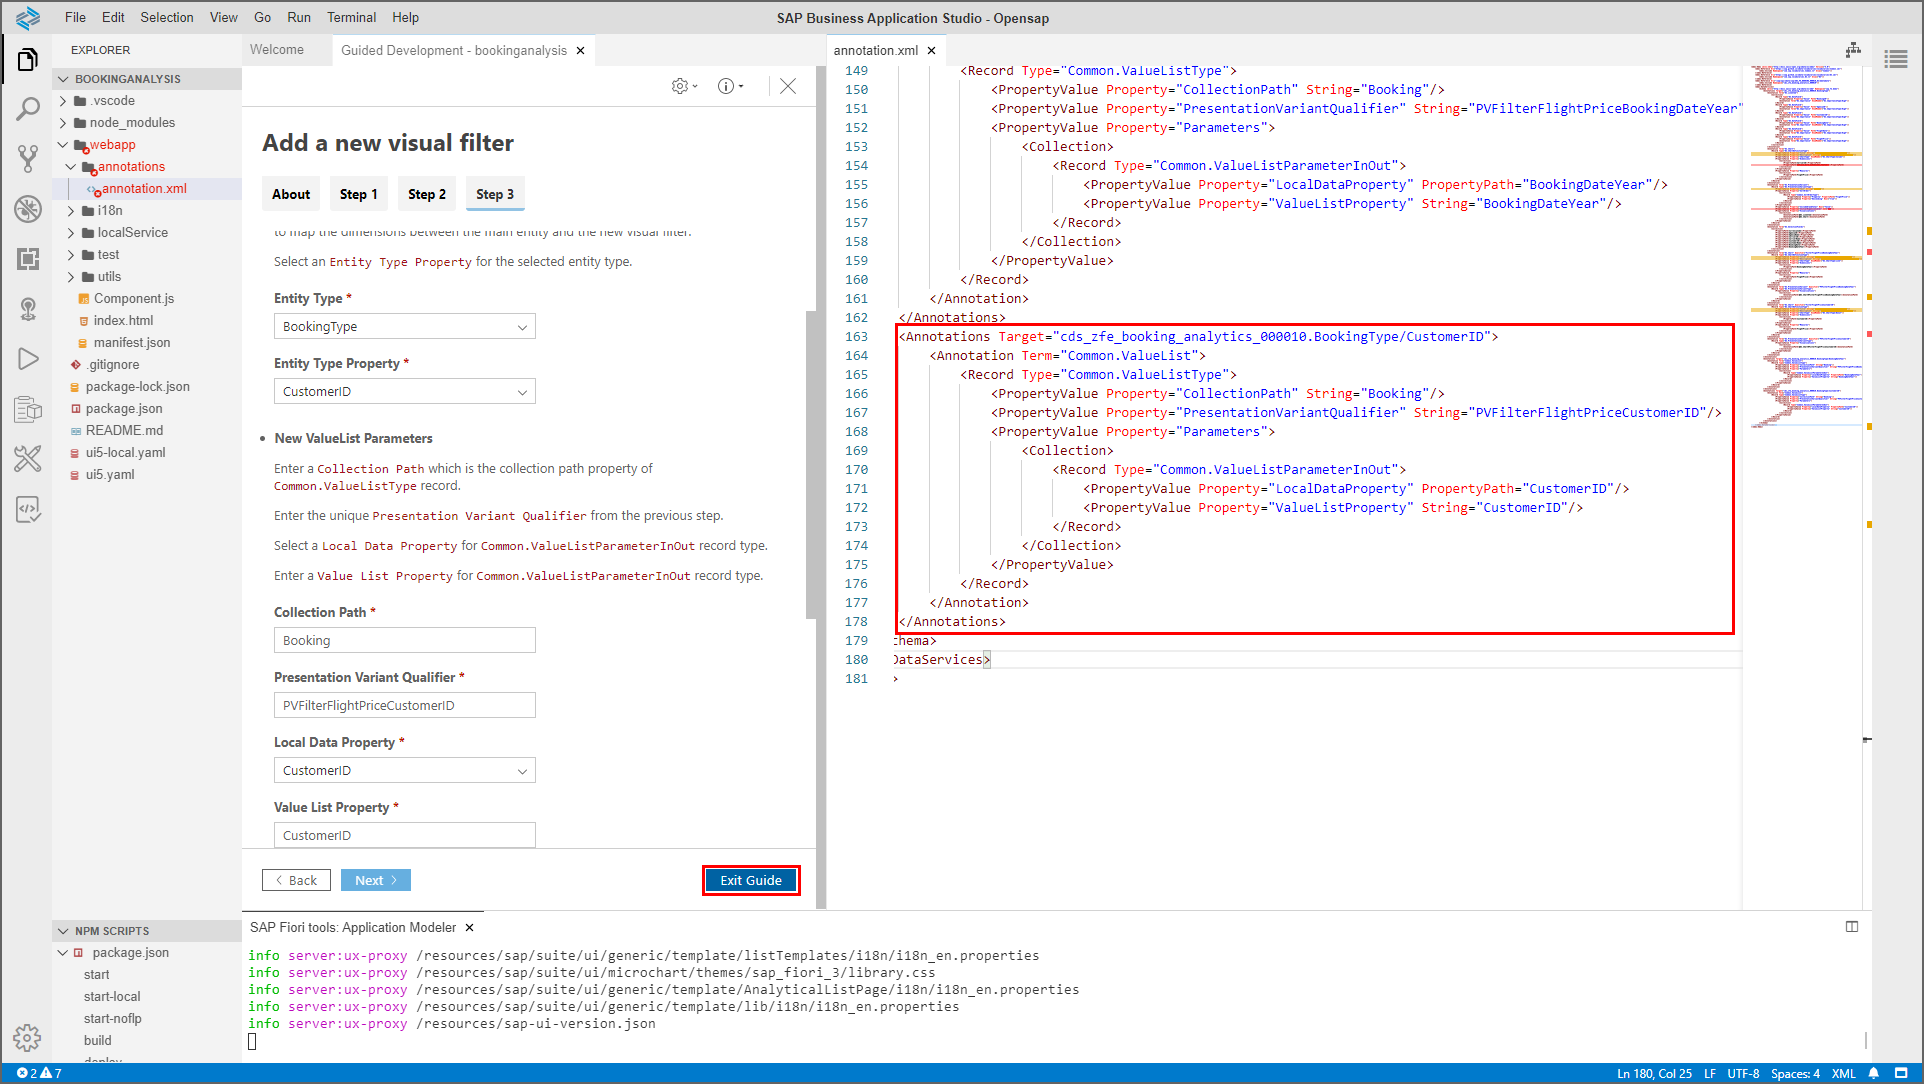 File Edit Selection View Go Run Terminal Help
SAP Business Application Studio - Opensap
EXPLORER
BOOKINGANALYSIS
.vscode
node_modules
webapp
annotations
annotation.xml
i18n
localService
test
utils
Component.js
index.html
manifest.json
.gitignore
package-lock.json
package.json
README.md
ui5-local.yaml
ui5.yaml
NPM SCRIPTS
package.json
start
start-local
start-noflp
build
deploy
Welcome
Guided Development - bookinganalysis
Add a new visual filter
About Step 1 Step 2 Step 3
to map the dimensions between the main entity and the new visual filter.
Select an Entity Type Property for the selected entity type.
Entity Type *
BookingType
Entity Type Property *
CustomerID
• New ValueList Parameters
Enter a Collection Path which is the collection path property of
Common.ValueListType record.
Enter the unique Presentation Variant Qualifier from the previous step.
Select a Local Data Property for Common.ValueListParameterInOut record type.
Enter a Value List Property for Common.ValueListParameterInOut record type.
Collection Path *
Booking
Presentation Variant Qualifier *
PVFilterFlightPriceCustomerID
Local Data Property *
CustomerID
Value List Property *
CustomerID
Back Next Exit Guide
annotation.xml
149 <Record Type="Common.ValueListType">
150 <PropertyValue Property="CollectionPath" String="Booking"/>
151 <PropertyValue Property="PresentationVariantQualifier" String="PVFilterFlightPriceBookingDateYear"
152 <PropertyValue Property="Parameters">
153 <Collection>
154 <Record Type="Common.ValueListParameterInOut">
155 <PropertyValue Property="LocalDataProperty" PropertyPath="BookingDateYear"/>
156 <PropertyValue Property="ValueListProperty" String="BookingDateYear"/>
157 </Record>
158 </Collection>
159 </PropertyValue>
160 </Record>
161 </Annotation>
162 </Annotations>
163 <Annotations Target="cds_zfe_booking_analytics_000010.BookingType/CustomerID">
164 <Annotation Term="Common.ValueList">
165 <Record Type="Common.ValueListType">
166 <PropertyValue Property="CollectionPath" String="Booking"/>
167 <PropertyValue Property="PresentationVariantQualifier" String="PVFilterFlightPriceCustomerID"/>
168 <PropertyValue Property="Parameters">
169 <Collection>
170 <Record Type="Common.ValueListParameterInOut">
171 <PropertyValue Property="LocalDataProperty" PropertyPath="CustomerID"/>
172 <PropertyValue Property="ValueListProperty" String="CustomerID"/>
173 </Record>
174 </Collection>
175 </PropertyValue>
176 </Record>
177 </Annotation>
178 </Annotations>
179 chema>
180 DataServices>
181 >
SAP Fiori tools: Application Modeler
info server:ux-proxy /resources/sap/suite/ui/generic/template/listTemplates/i18n/i18n_en.properties
info server:ux-proxy /resources/sap/suite/ui/microchart/themes/sap_fiori_3/library.css
info server:ux-proxy /resources/sap/suite/ui/generic/template/AnalyticalListPage/i18n/i18n_en.properties
info server:ux-proxy /resources/sap/suite/ui/generic/template/lib/i18n/i18n_en.properties
info server:ux-proxy /resources/sap-ui-version.json
2 7
Ln 180, Col 25 LF UTF-8 Spaces: 4 XML